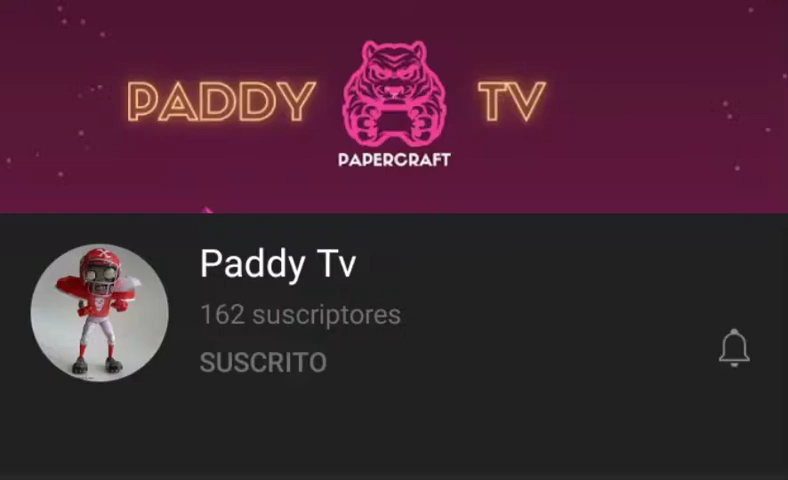 PADDY TV
PAPERCRAFT
Paddy Tv
162 suscriptores
SUSCRITO